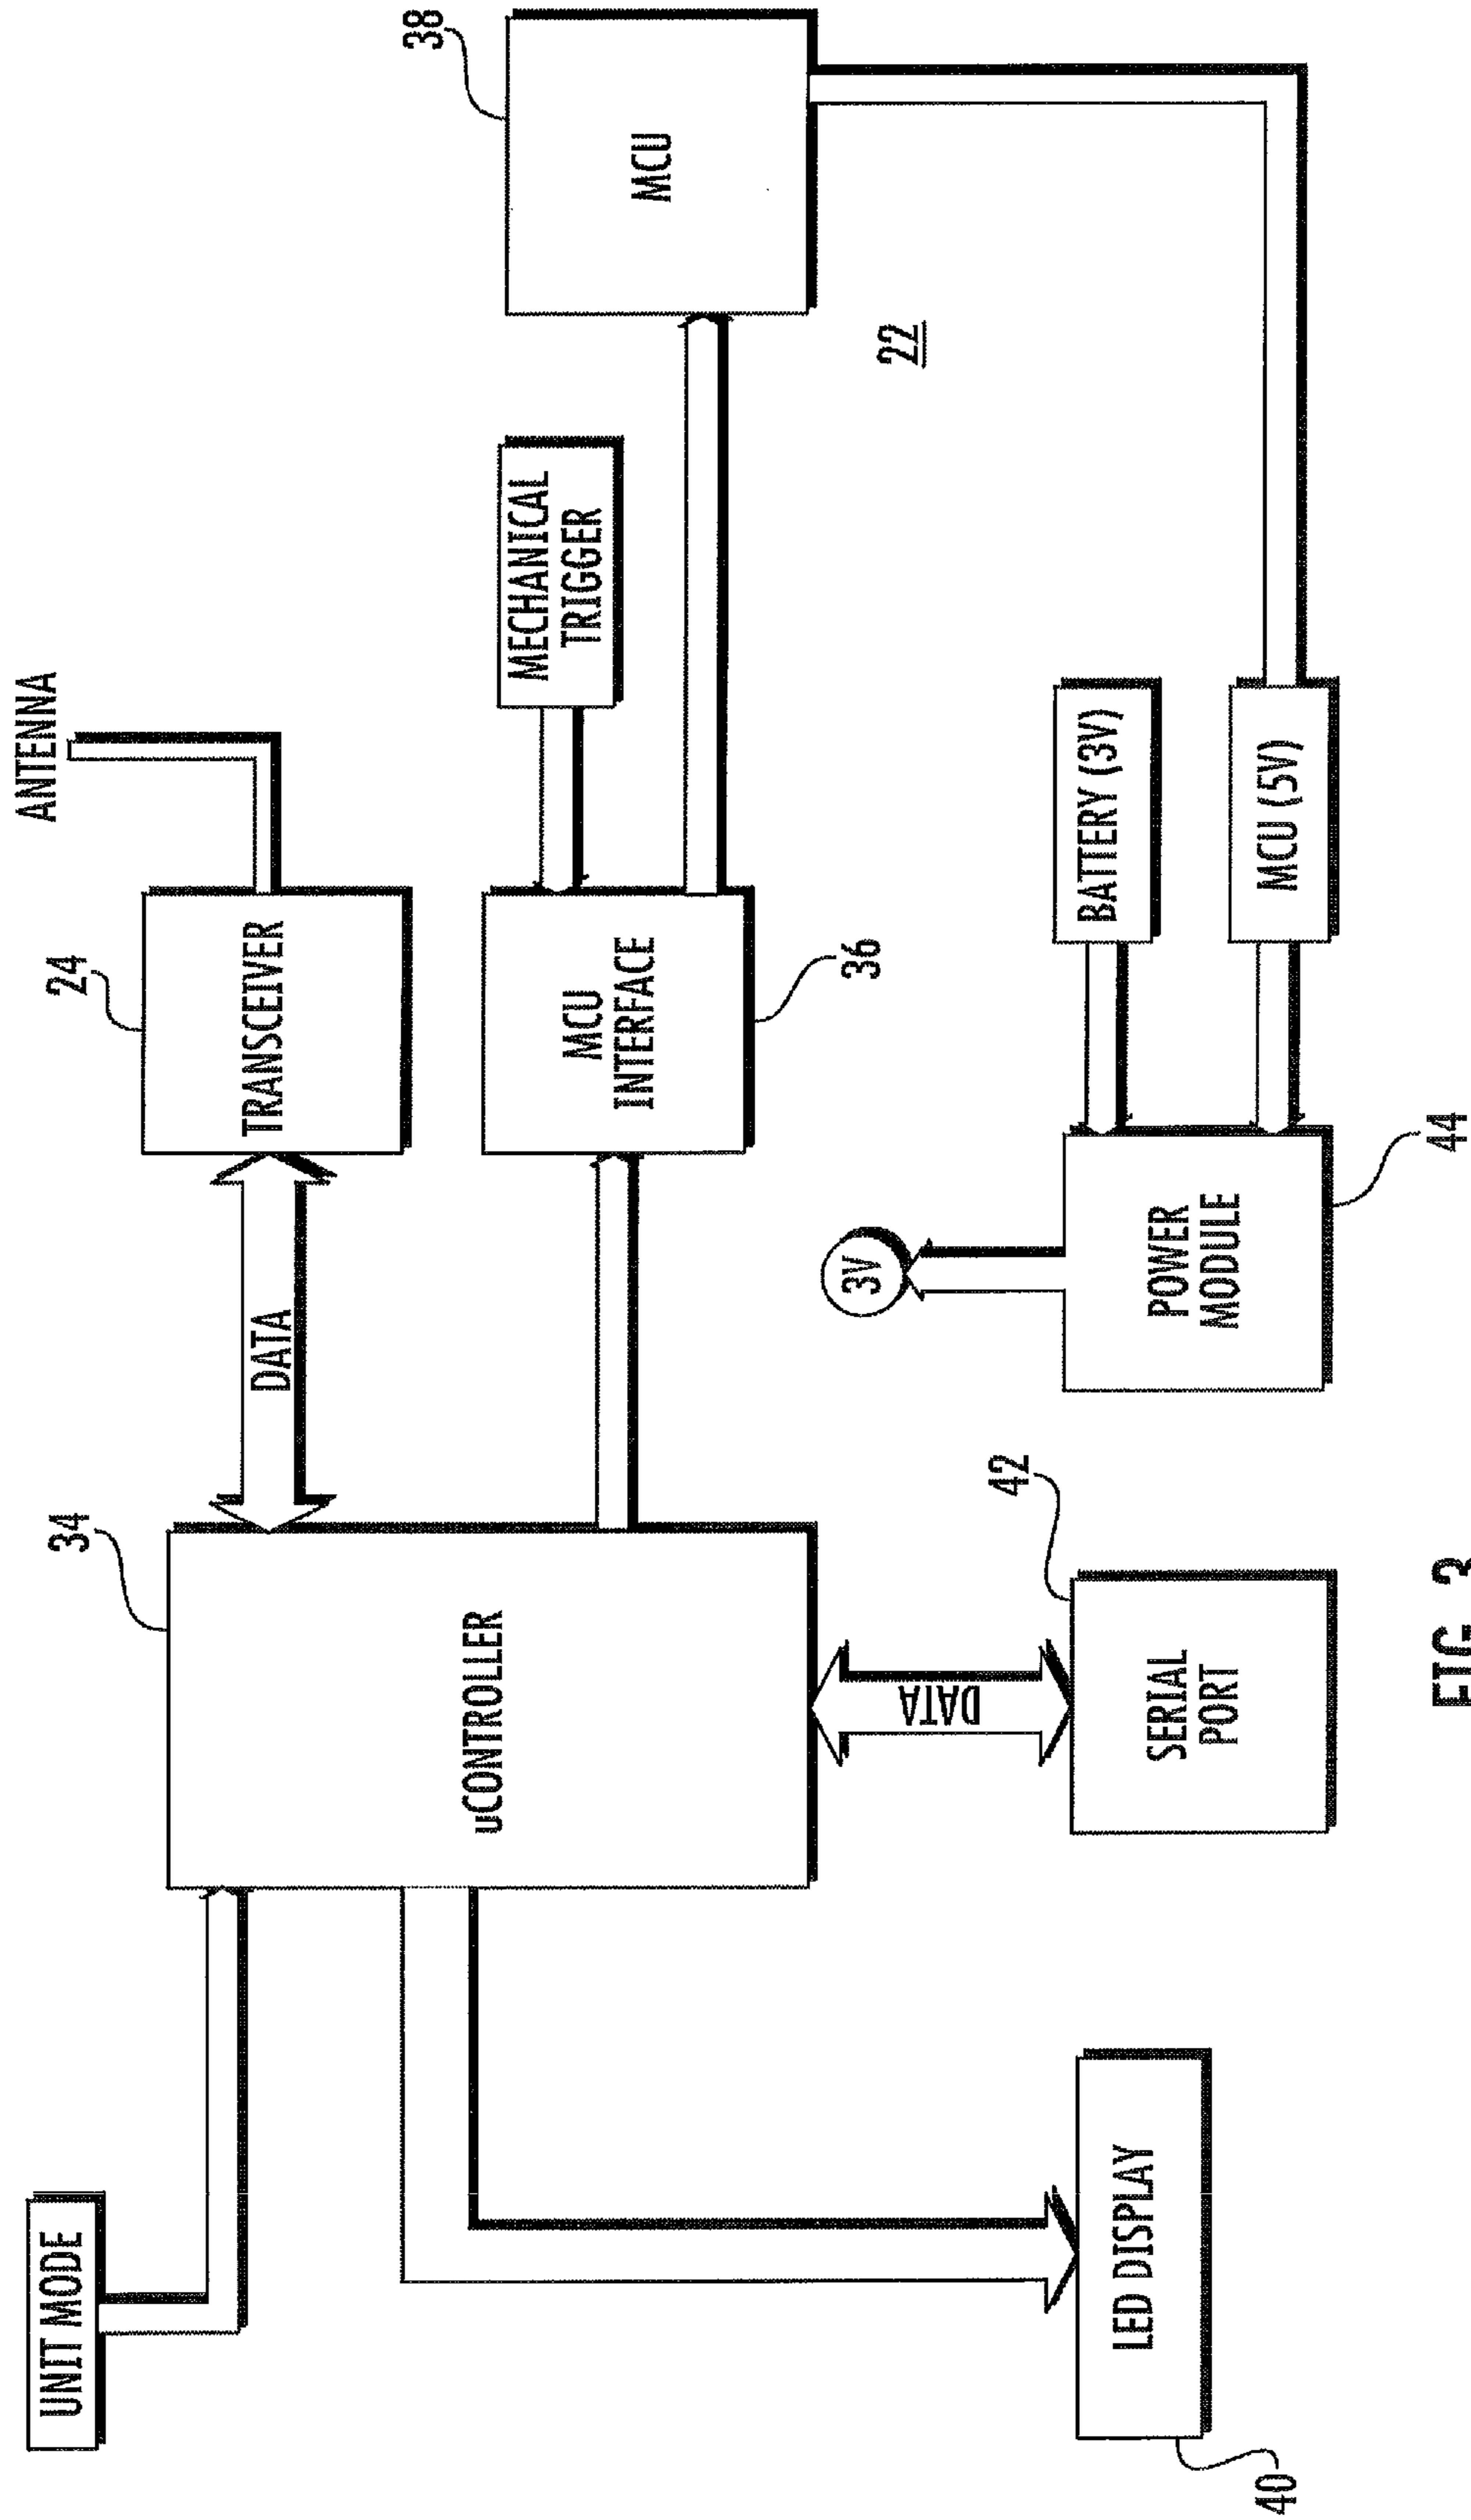 UNIT MODE
34
uCONTROLLER
DATA
24
TRANSCEIVER
ANTENNA
MCU
INTERFACE
36
MECHANICAL
TRIGGER
38
MCU
22
LED DISPLAY
40
DATA
42
SERIAL
PORT
3V
POWER
MODULE
44
BATTERY (3V)
MCU (5V)
FIG. 3